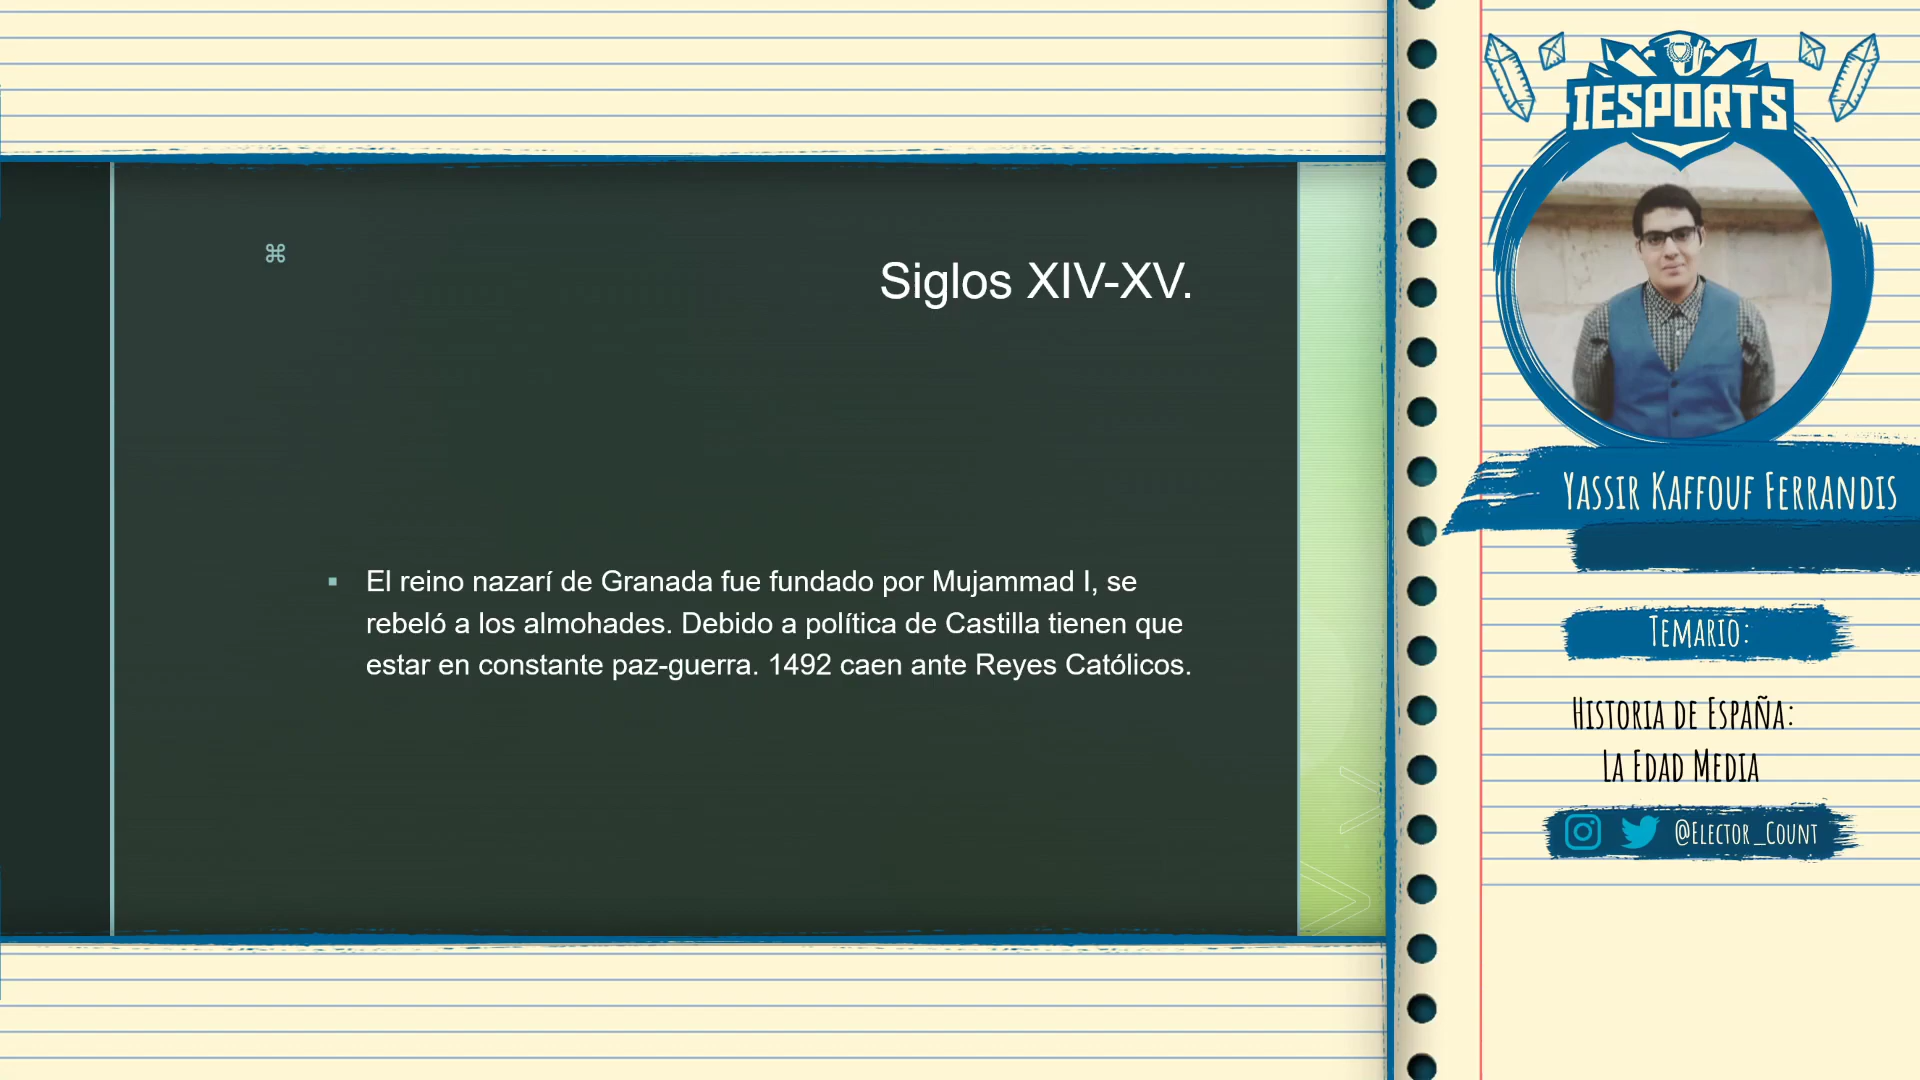 ⌘
Siglos XIV-XV.
▪ El reino nazarí de Granada fue fundado por Mujammad I, se
rebeló a los almohades. Debido a política de Castilla tienen que
estar en constante paz-guerra. 1492 caen ante Reyes Católicos.
IESPORTS
Yassir Kaffouf Ferrandis
Temario:
Historia de España:
La Edad Media
@Elector_Count